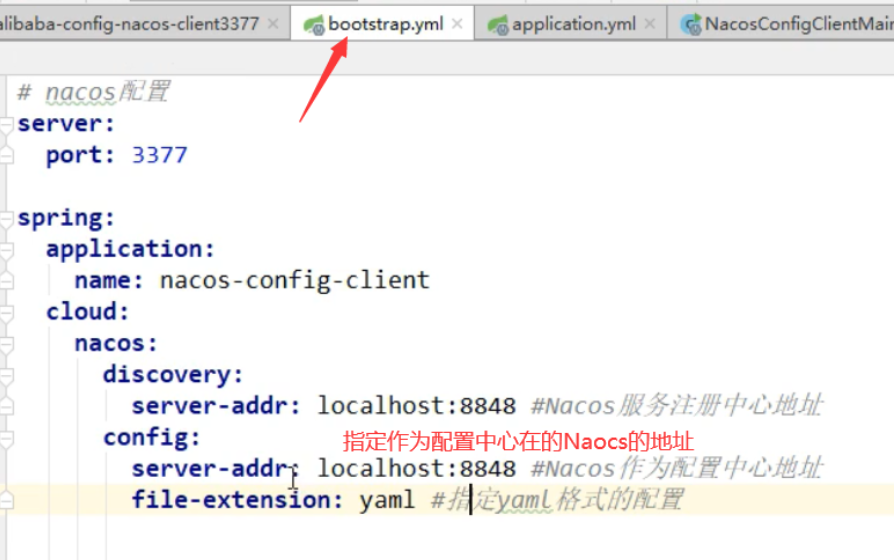 alibaba-config-nacos-client3377
bootstrap.yml
application.yml
NacosConfigClientMain
# nacos配置
server:
port: 3377
spring:
application:
name: nacos-config-client
cloud:
nacos:
discovery:
server-addr: localhost:8848 #Nacos服务注册中心地址
config:
指定作为配置中心在的Naocs的地址
server-addr: localhost:8848 #Nacos作为配置中心地址
file-extension: yaml #指定yaml格式的配置